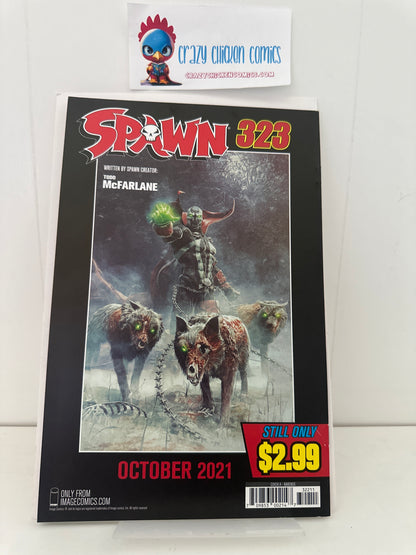 CRAZY CHICKEN COMICS
CRAZYCHICKENCOMICS.COM
SPAWN 323
WRITTEN BY SPAWN CREATOR:
TODD
McFARLANE
STILL ONLY
$2.99
OCTOBER 2021
ONLY FROM
IMAGECOMICS.COM